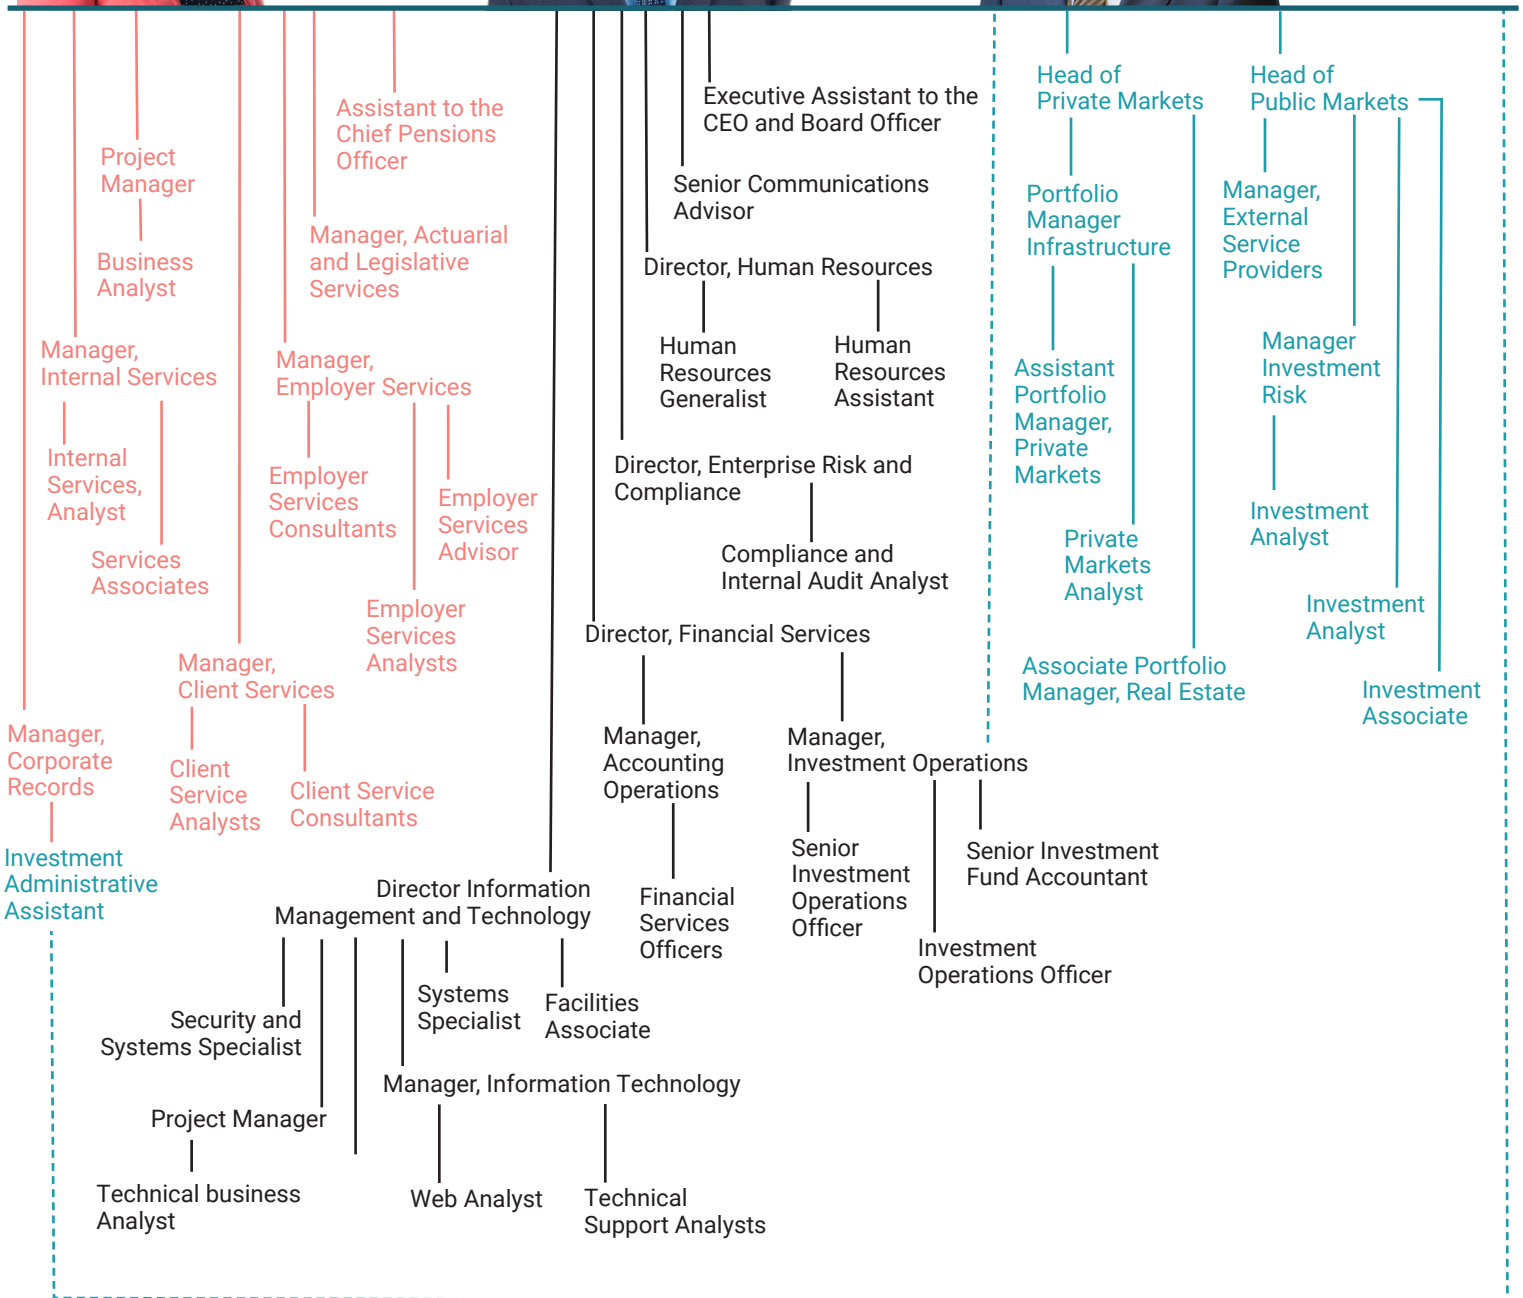 Assistant to the
Chief Pensions
Officer
Project
Manager
Business
Analyst
Manager, Actuarial
and Legislative
Services
Manager,
Internal Services
Internal
Services,
Analyst
Services
Associates
Manager,
Employer Services
Employer
Services
Consultants
Employer
Services
Advisor
Employer
Services
Analysts
Manager,
Client Services
Client
Service
Analysts
Client Service
Consultants
Manager,
Corporate
Records
Investment
Administrative
Assistant
Executive Assistant to the
CEO and Board Officer
Senior Communications
Advisor
Director, Human Resources
Human
Resources
Generalist
Human
Resources
Assistant
Director, Enterprise Risk and
Compliance
Compliance and
Internal Audit Analyst
Director, Financial Services
Manager,
Accounting
Operations
Financial
Services
Officers
Manager,
Investment Operations
Senior
Investment
Operations
Officer
Investment
Operations Officer
Senior Investment
Fund Accountant
Director Information
Management and Technology
Security and
Systems Specialist
Project Manager
Technical business
Analyst
Systems
Specialist
Facilities
Associate
Manager, Information Technology
Web Analyst
Technical
Support Analysts
Head of
Private Markets
Portfolio
Manager
Infrastructure
Assistant
Portfolio
Manager,
Private
Markets
Private
Markets
Analyst
Associate Portfolio
Manager, Real Estate
Head of
Public Markets
Manager,
External
Service
Providers
Manager
Investment
Risk
Investment
Analyst
Investment
Analyst
Investment
Associate